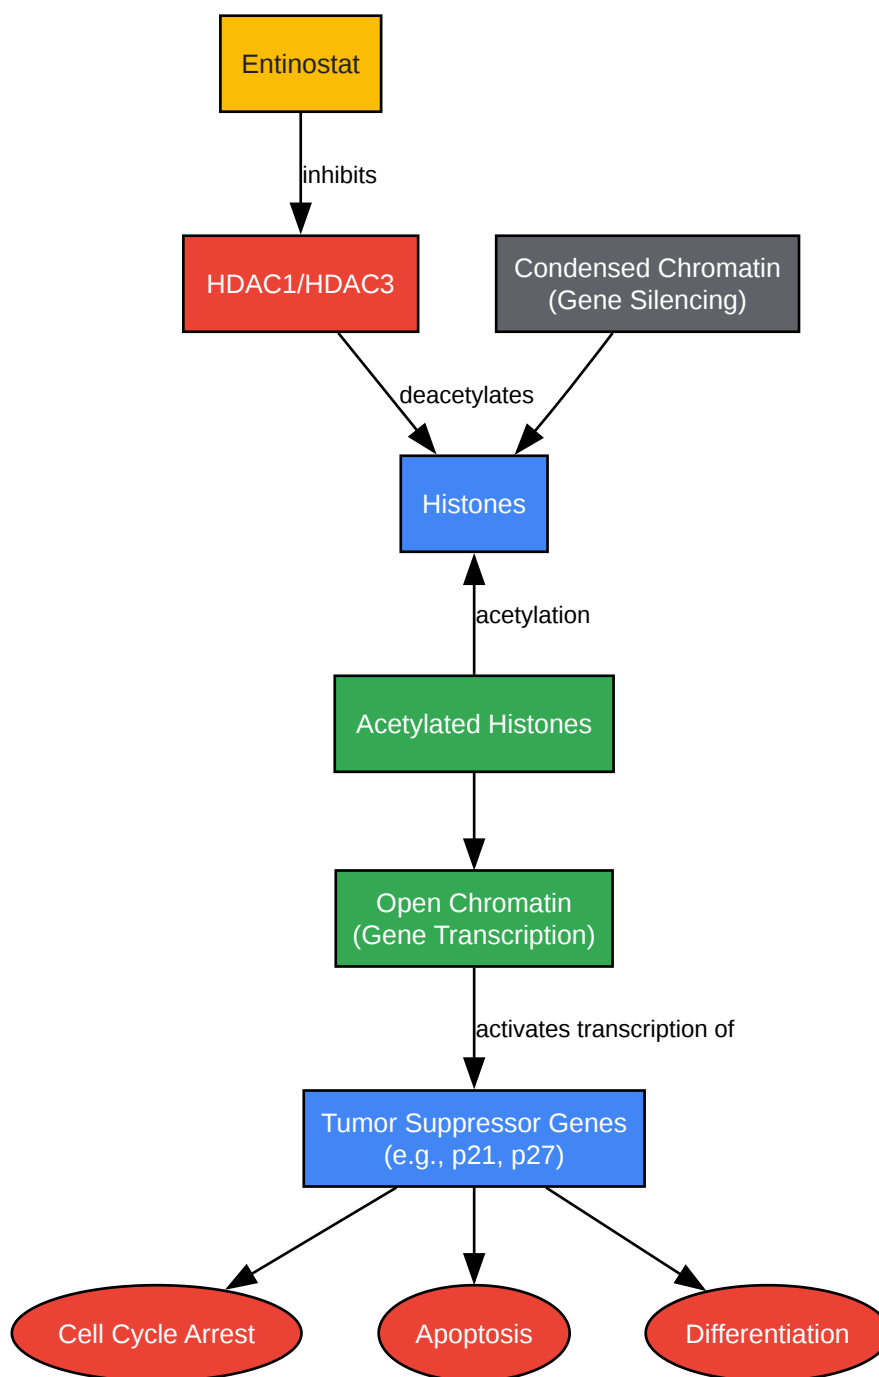 Entinostat
inhibits
HDAC1/HDAC3
Condensed Chromatin
(Gene Silencing)
deacetylates
Histones
acetylation
Acetylated Histones
Open Chromatin
(Gene Transcription)
activates transcription of
Tumor Suppressor Genes
(e.g., p21, p27)
Cell Cycle Arrest
Apoptosis
Differentiation